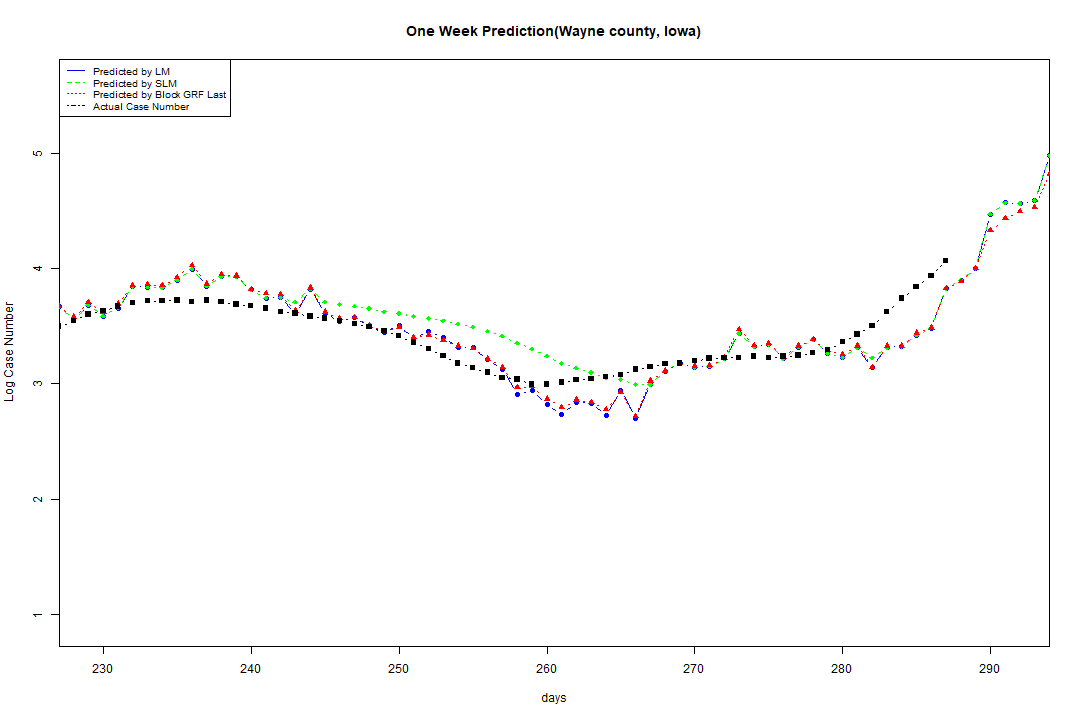 One Week Prediction(Wayne county, Iowa)
Predicted by LM
Predicted by SLM
Predicted by Block GRF Last
Actual Case Number
Log Case Number
5
4
3
2
1
230 240 250 260 270 280 290
days